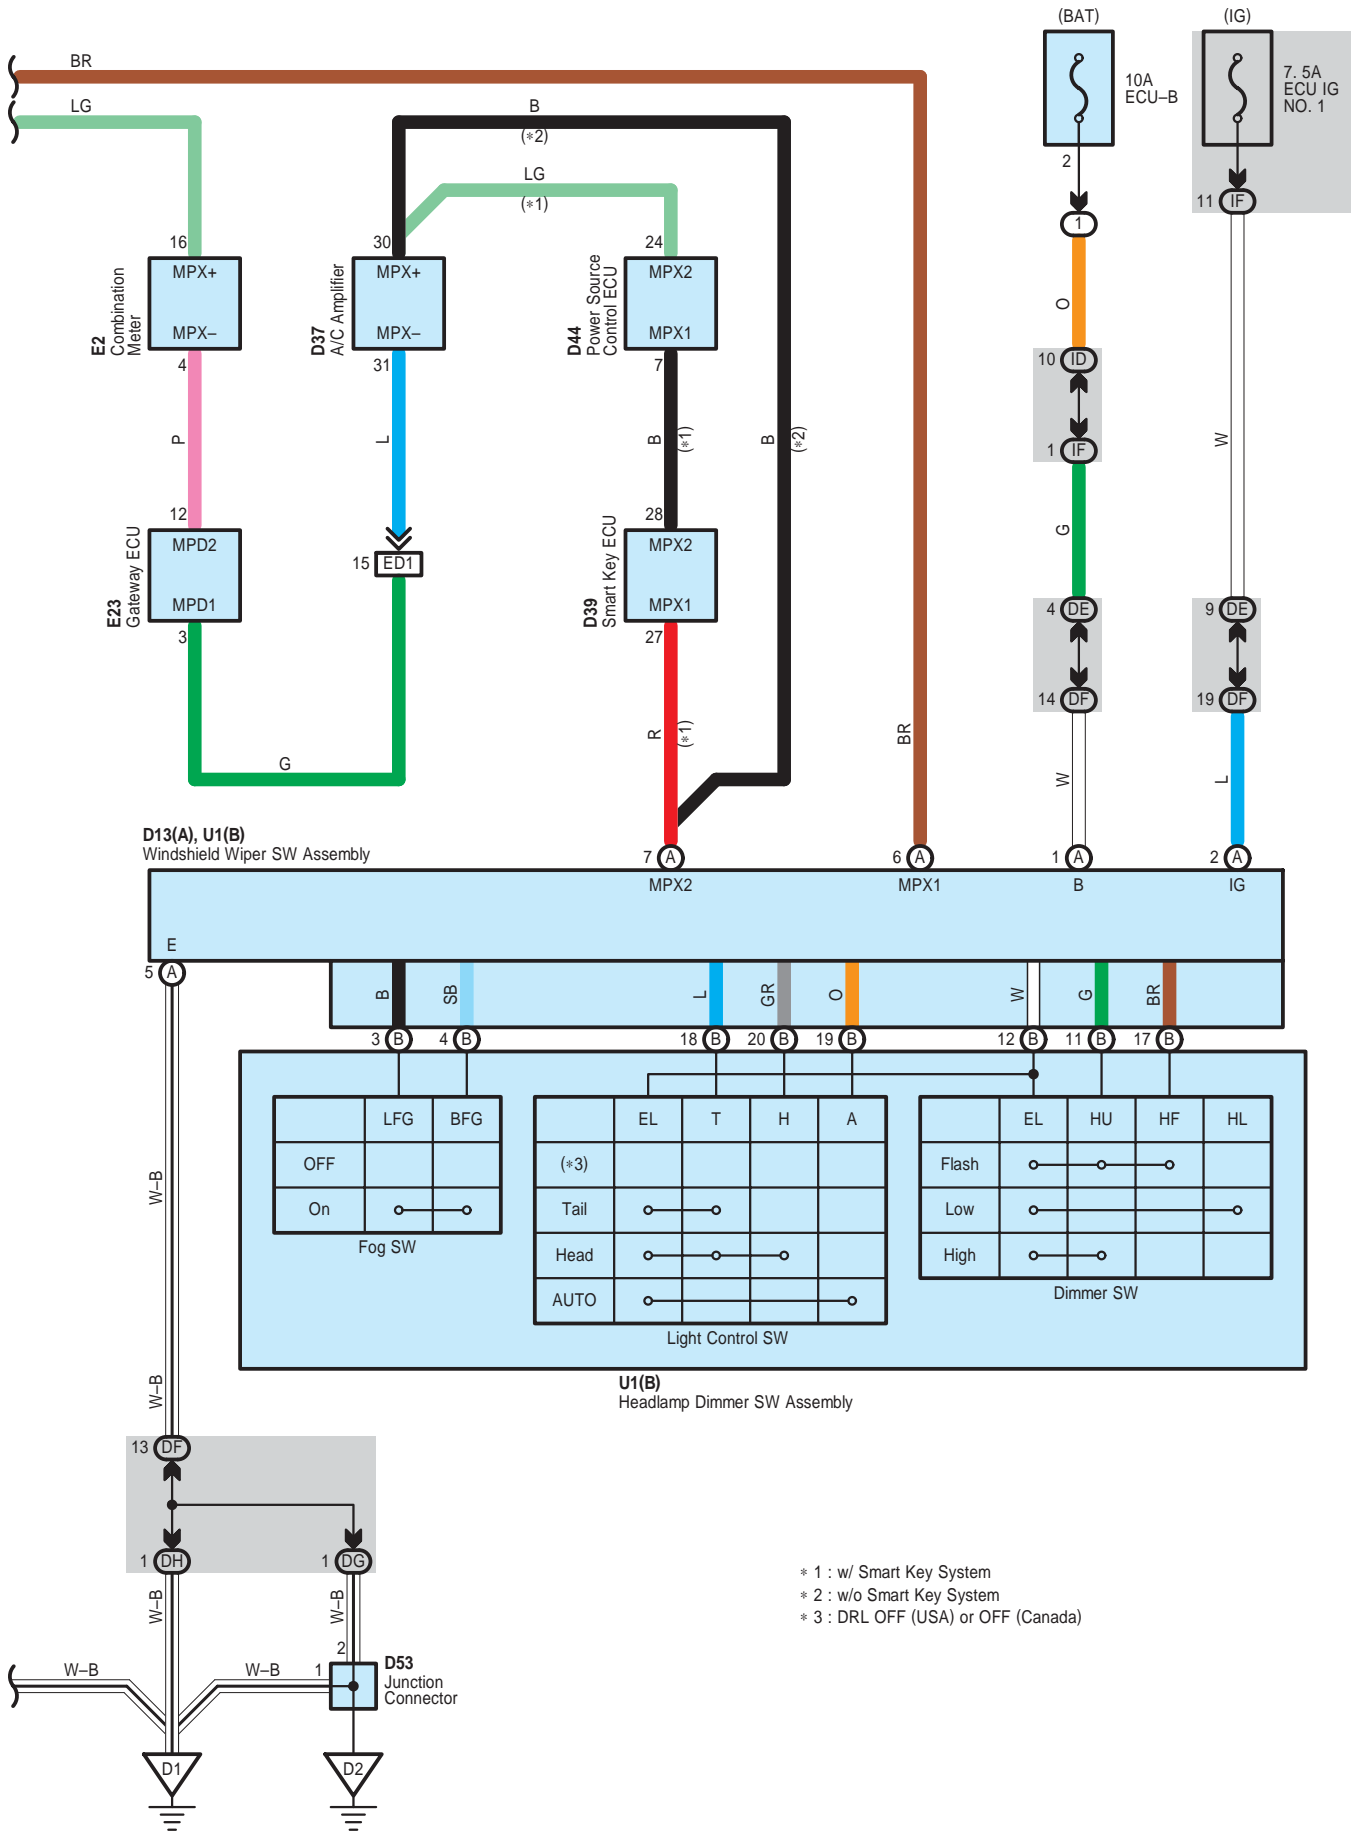 (BAT)
(IG)
BR
10A
ECU–B
7. 5A
ECU IG
NO. 1
LG
B
(∗2)
2
LG
(∗1)
11 IF
1
16
30
24
MPX+
MPX–
E2
Combination
Meter
4
MPX+
MPX–
D37
A/C Amplifier
31
MPX2
MPX1
D44
Power Source
Control ECU
7
O
10 ID
1 IF
P
L
B
(∗1)
B
(∗2)
W
12
28
G
MPD2
MPD1
E23
Gateway ECU
3
15 ED1
MPX2
MPX1
D39
Smart Key ECU
27
4 DE
9 DE
14 DF
19 DF
R
(∗1)
BR
G
W
L
D13(A), U1(B)
Windshield Wiper SW Assembly
7 A
6 A
1 A
2 A
MPX2
MPX1
B
IG
E
5 A
B
SB
L
GR
O
W
G
BR
3 B
4 B
18 B
20 B
19 B
12 B
11 B
17 B
LFG BFG
OFF
On
Fog SW
EL T H A
(∗3)
Tail
Head
AUTO
Light Control SW
EL HU HF HL
Flash
Low
High
Dimmer SW
W–B
U1(B)
Headlamp Dimmer SW Assembly
W–B
13 DF
1 DH
1 DG
W–B
W–B
∗ 1 : w/ Smart Key System
∗ 2 : w/o Smart Key System
∗ 3 : DRL OFF (USA) or OFF (Canada)
2
W–B
W–B
1
D53
Junction
Connector
D1
D2